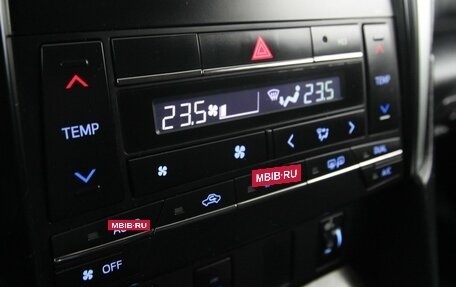 23.5 23.5
TEMP
TEMP
DUAL
A/C
MBIB.RU
MBIB.RU
OFF